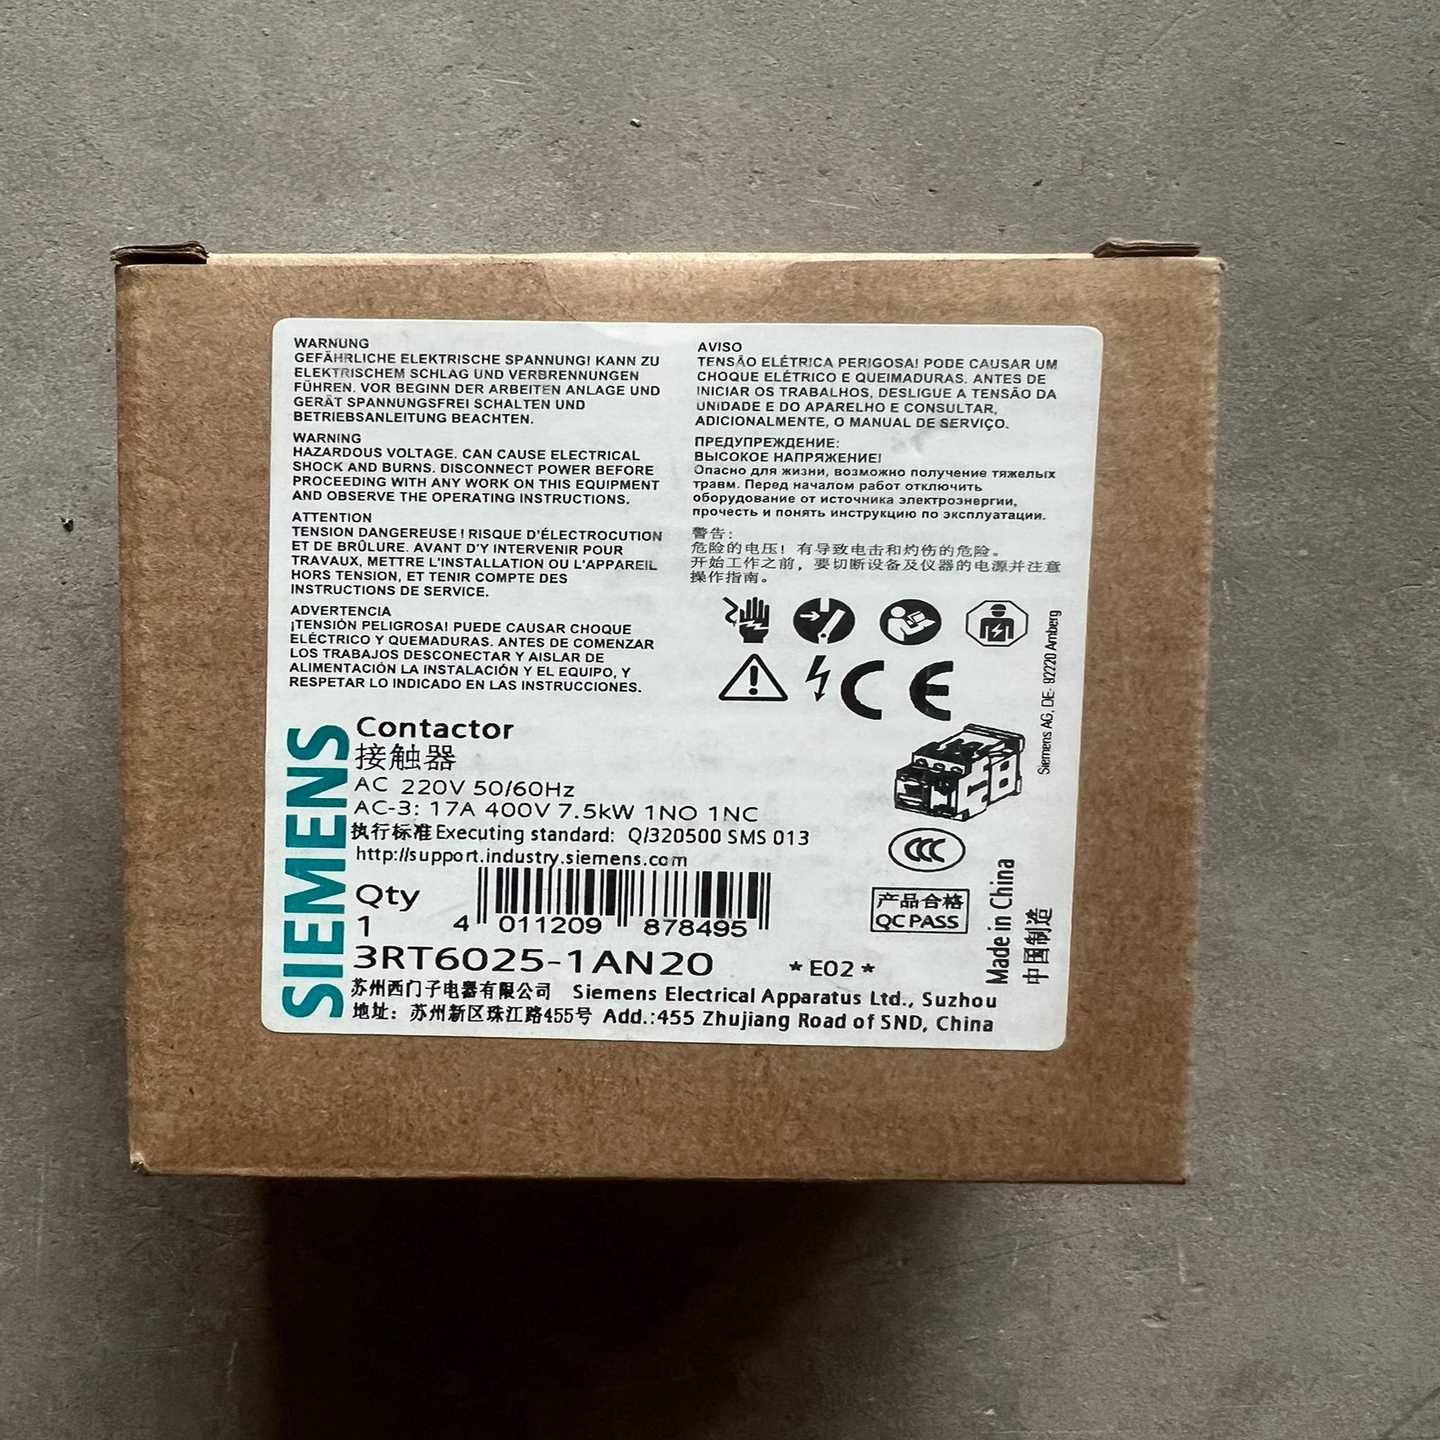 WARNUNG
GEFÄHRLICHE ELEKTRISCHE SPANNUNG! KANN ZU
ELEKTRISCHEM SCHLAG UND VERBRENNUNGEN
FÜHREN. VOR BEGINN DER ARBEITEN ANLAGE UND
GERÄT SPANNUNGSFREI SCHALTEN UND
BETRIEBSANLEITUNG BEACHTEN.
WARNING
HAZARDOUS VOLTAGE. CAN CAUSE ELECTRICAL
SHOCK AND BURNS. DISCONNECT POWER BEFORE
PROCEEDING WITH ANY WORK ON THIS EQUIPMENT
AND OBSERVE THE OPERATING INSTRUCTIONS.
ATTENTION
TENSION DANGEREUSE ! RISQUE D'ÉLECTROCUTION
ET DE BRÛLURE. AVANT D'Y INTERVENIR POUR
TRAVAUX, METTRE L'INSTALLATION OU L'APPAREIL
HORS TENSION, ET TENIR COMPTE DES
INSTRUCTIONS DE SERVICE.
ADVERTENCIA
¡TENSIÓN PELIGROSA! PUEDE CAUSAR CHOQUE
ELÉCTRICO Y QUEMADURAS. ANTES DE COMENZAR
LOS TRABAJOS DESCONECTAR Y AISLAR DE
ALIMENTACIÓN LA INSTALACIÓN Y EL EQUIPO, Y
RESPETAR LO INDICADO EN LAS INSTRUCCIONES.
AVISO
TENSÃO ELÉTRICA PERIGOSA! PODE CAUSAR UM
CHOQUE ELÉTRICO E QUEIMADURAS. ANTES DE
INICIAR OS TRABALHOS, DESLIGUE A TENSÃO DA
UNIDADE E DO APARELHO E CONSULTAR,
ADICIONALMENTE, O MANUAL DE SERVIÇO.
ПРЕДУПРЕЖДЕНИЕ:
ВЫСОКОЕ НАПРЯЖЕНИЕ!
Опасно для жизни, возможно получение тяжелых
травм. Перед началом работ отключить
оборудование от источника электроэнергии,
прочесть и понять инструкцию по эксплуатации.
警告:
危险的电压! 有导致电击和灼伤的危险。
开始工作之前，要切断设备及仪器的电源并注意
操作指南。
CE
Siemens AG, DE- 92220 Amberg
SIEMENS
Contactor
接触器
AC 220V 50/60Hz
AC-3: 17A 400V 7.5kW 1NO 1NC
执行标准 Executing standard: Q/320500 SMS 013
http://support.industry.siemens.com
Qty
1
4 011209 878495
CCC
产品合格
QC PASS
Made in China
中国制造
3RT6025-1AN20 *E02*
苏州西门子电器有限公司 Siemens Electrical Apparatus Ltd., Suzhou
地址: 苏州新区珠江路455号 Add.:455 Zhujiang Road of SND, China